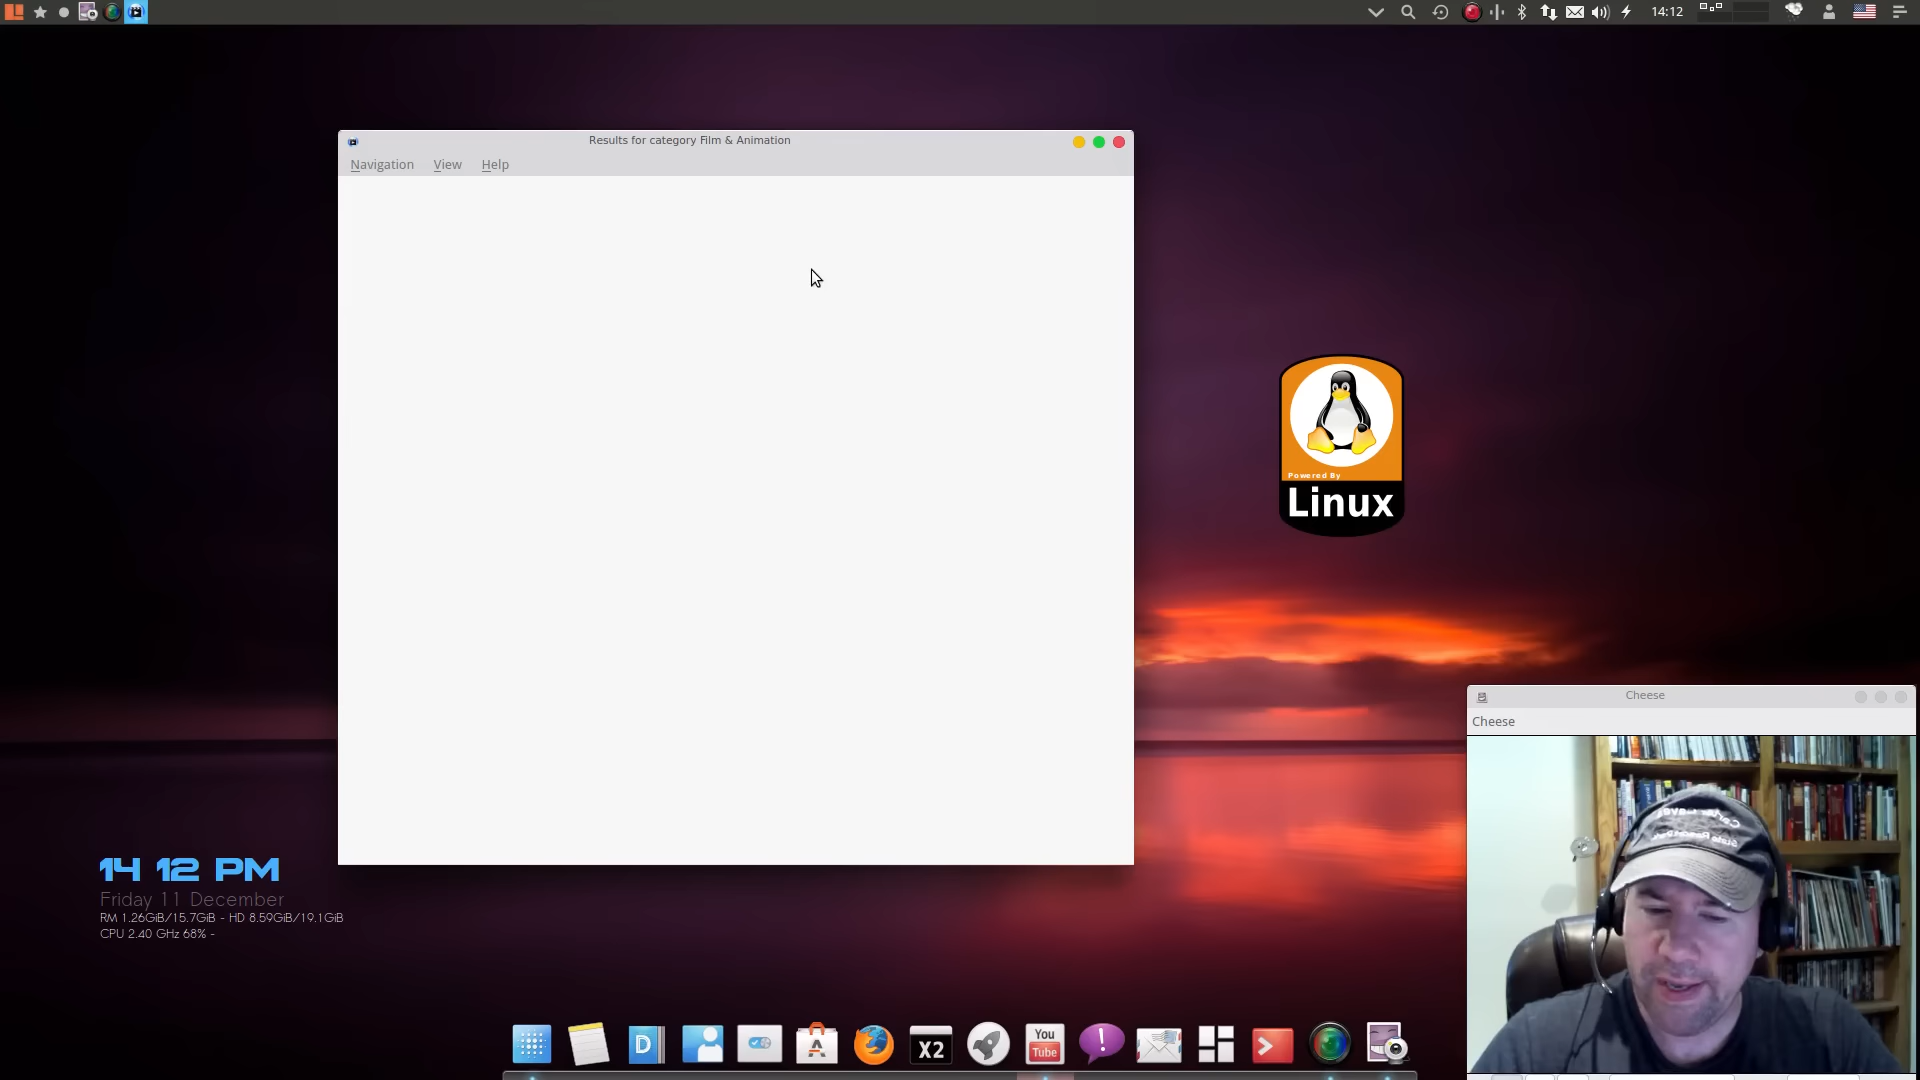 14:12
Results for category Film & Animation
Navigation View Help
Powered By
Linux
Cheese
Cheese
14 12 PM
Friday 11 December
RM 1.26GiB/15.7GiB - HD 8.59GiB/19.1GiB
CPU 2.40 GHz 68% -
D
A
X2
You
Tube